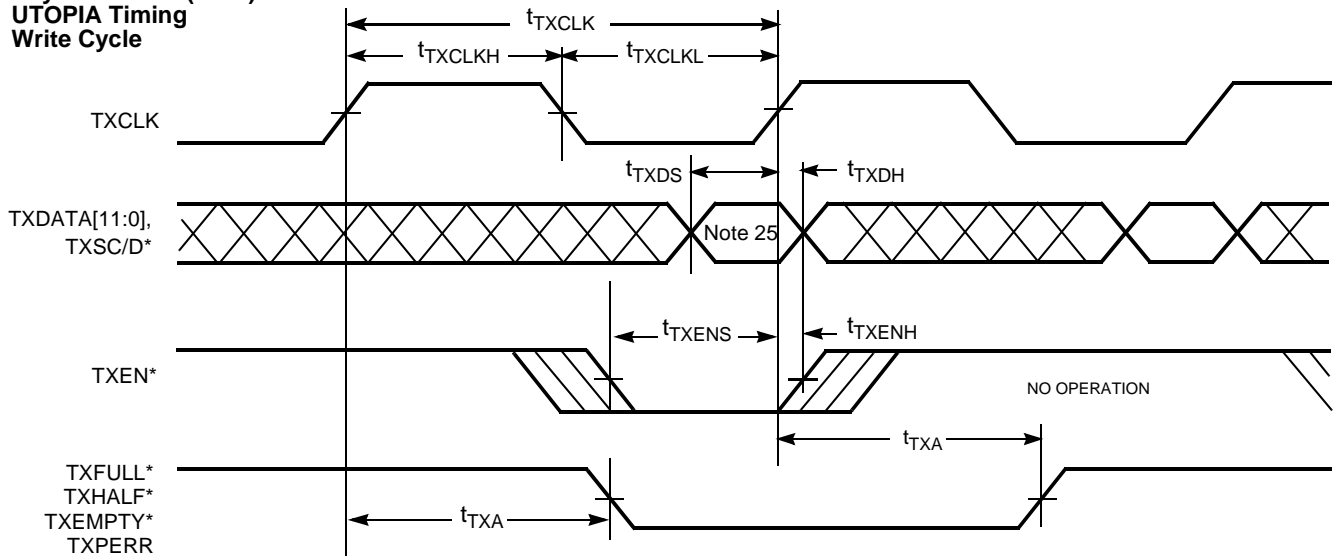 UTOPIA Timing
Write Cycle
tTXCLK
tTXCLKH
tTXCLKL
TXCLK
tTXDS
tTXDH
TXDATA[11:0],
TXSC/D*
Note 25
tTXENS
tTXENH
TXEN*
NO OPERATION
tTXA
TXFULL*
TXHALF*
TXEMPTY*
TXPERR
tTXA